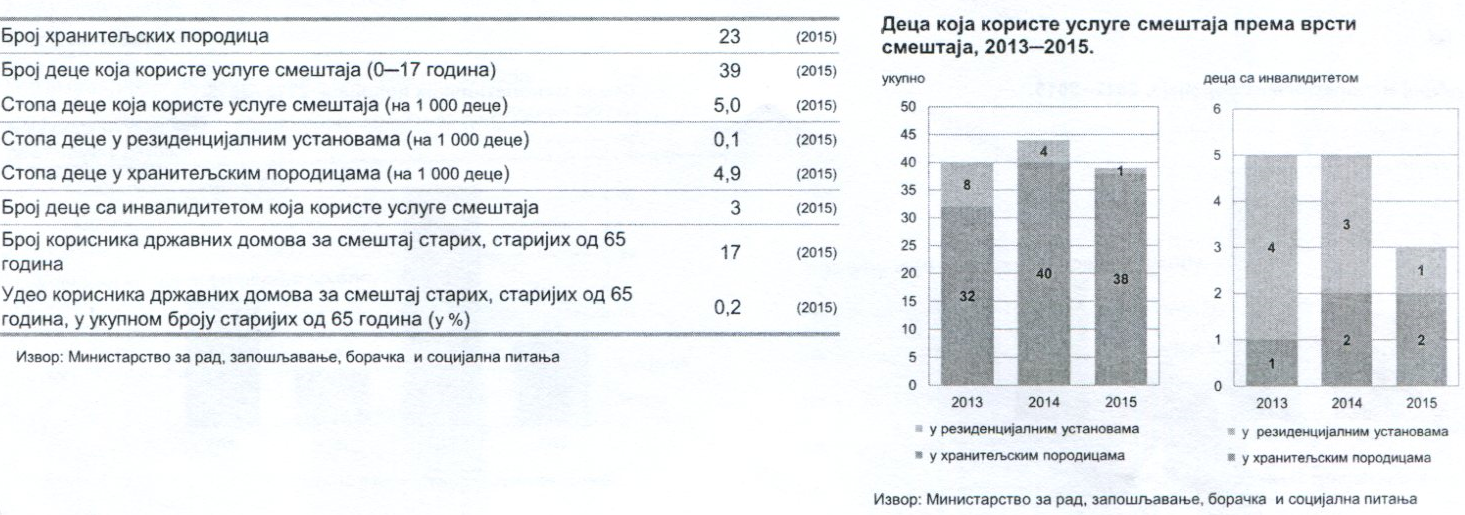 Број хранитељских породица 23 (2015)
Број деце која користе услуге смештаја (0—17 година) 39 (2015)
Стопа деце која користе услуге смештаја (на 1 000 деце) 5,0 (2015)
Стопа деце у резиденцијалним установама (на 1 000 деце) 0,1 (2015)
Стопа деце у хранитељским породицама (на 1 000 деце) 4,9 (2015)
Број деце са инвалидитетом која користе услуге смештаја 3 (2015)
Број корисника државних домова за смештај старих, старијих од 65
година 17 (2015)
Удео корисника државних домова за смештај старих, старијих од 65
година, у укупном броју старијих од 65 година (у %) 0,2 (2015)
Извор: Министарство за рад, запошљавање, борачка и социјална питања
Деца која користе услуге смештаја према врсти
смештаја, 2013—2015.
укупно
50
45
40
35
30
25
20
15
10
5
0
8
32
4
40
1
38
2013 2014 2015
у резиденцијалним установама
у хранитељским породицама
деца са инвалидитетом
6
5
4
3
2
1
0
4
1
3
2
1
2
2013 2014 2015
у резиденцијалним установама
у хранитељским породицама
Извор: Министарство за рад, запошљавање, борачка и социјална питања